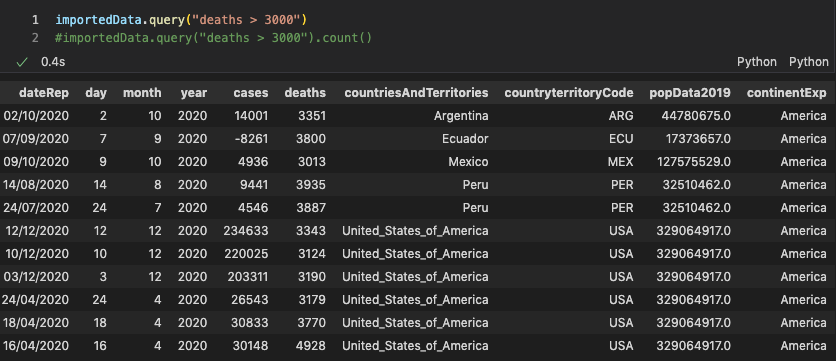 1 importedData.query("deaths > 3000")
2 #importedData.query("deaths > 3000").count()
✓ 0.4s Python Python
dateRep day month year cases deaths countriesAndTerritories countryterritoryCode popData2019 continentExp
02/10/2020 2 10 2020 14001 3351 Argentina ARG 44780675.0 America
07/09/2020 7 9 2020 -8261 3800 Ecuador ECU 17373657.0 America
09/10/2020 9 10 2020 4936 3013 Mexico MEX 127575529.0 America
14/08/2020 14 8 2020 9441 3935 Peru PER 32510462.0 America
24/07/2020 24 7 2020 4546 3887 Peru PER 32510462.0 America
12/12/2020 12 12 2020 234633 3343 United_States_of_America USA 329064917.0 America
10/12/2020 10 12 2020 220025 3124 United_States_of_America USA 329064917.0 America
03/12/2020 3 12 2020 203311 3190 United_States_of_America USA 329064917.0 America
24/04/2020 24 4 2020 26543 3179 United_States_of_America USA 329064917.0 America
18/04/2020 18 4 2020 30833 3770 United_States_of_America USA 329064917.0 America
16/04/2020 16 4 2020 30148 4928 United_States_of_America USA 329064917.0 America